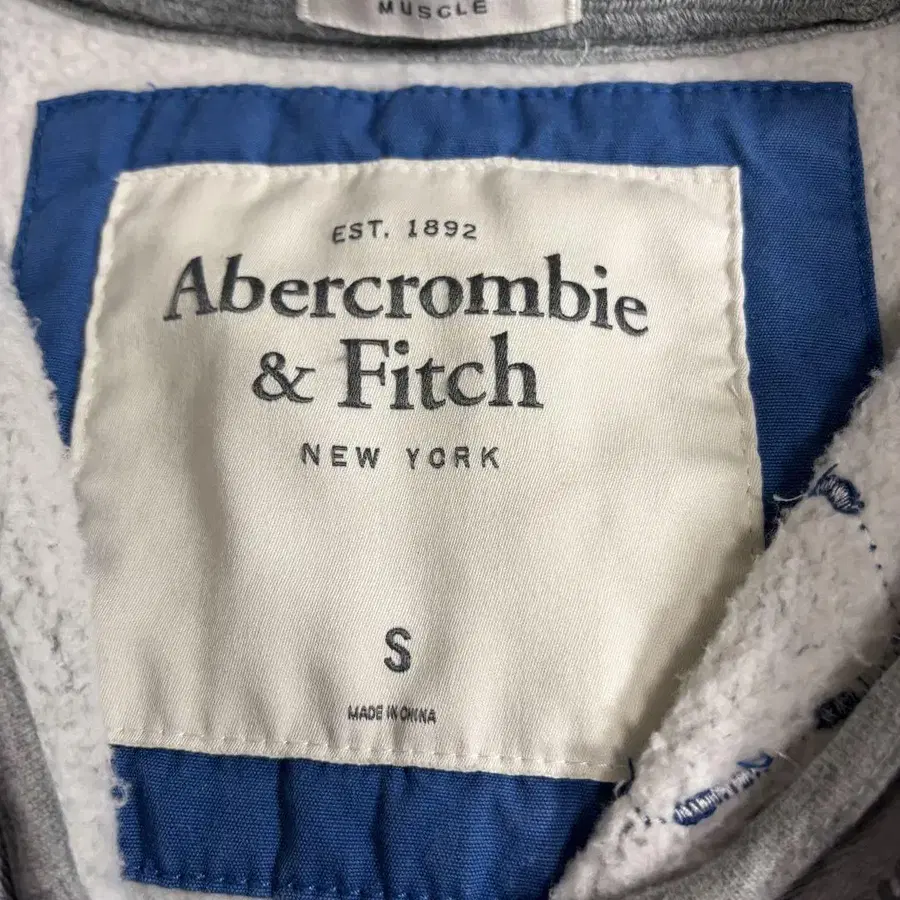 MUSCLE
EST. 1892
Abercrombie
& Fitch
NEW YORK
S
MADE IN CHINA